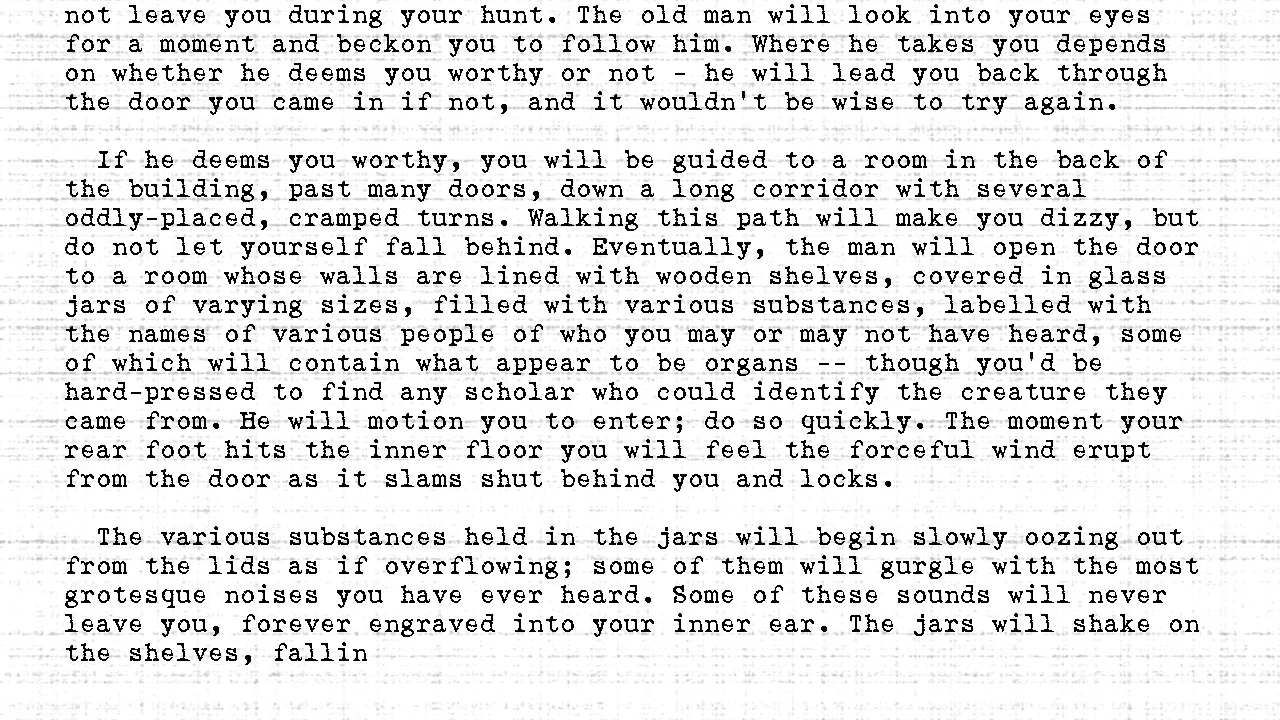 not leave you during your hunt. The old man will look into your eyes
for a moment and beckon you to follow him. Where he takes you depends
on whether he deems you worthy or not - he will lead you back through
the door you came in if not, and it wouldn't be wise to try again.
If he deems you worthy, you will be guided to a room in the back of
the building, past many doors, down a long corridor with several
oddly-placed, cramped turns. Walking this path will make you dizzy, but
do not let yourself fall behind. Eventually, the man will open the door
to a room whose walls are lined with wooden shelves, covered in glass
jars of varying sizes, filled with various substances, labelled with
the names of various people of who you may or may not have heard, some
of which will contain what appear to be organs -- though you'd be
hard-pressed to find any scholar who could identify the creature they
came from. He will motion you to enter; do so quickly. The moment your
rear foot hits the inner floor you will feel the forceful wind erupt
from the door as it slams shut behind you and locks.
The various substances held in the jars will begin slowly oozing out
from the lids as if overflowing; some of them will gurgle with the most
grotesque noises you have ever heard. Some of these sounds will never
leave you, forever engraved into your inner ear. The jars will shake on
the shelves, fallin